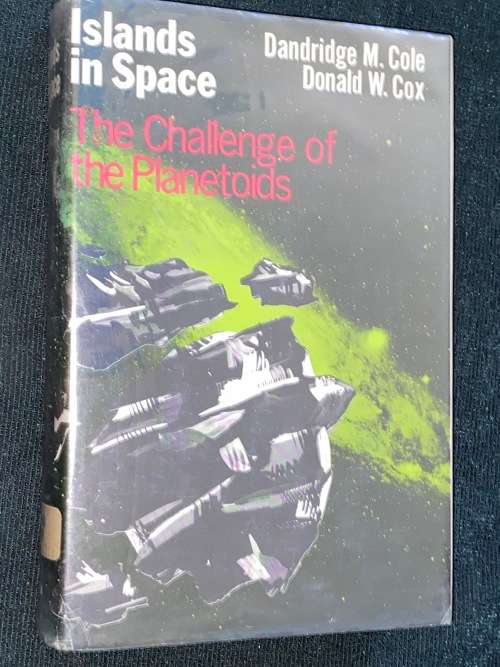 Islands
in Space
Dandridge M. Cole
Donald W. Cox
The Challenge of
the Planetoids